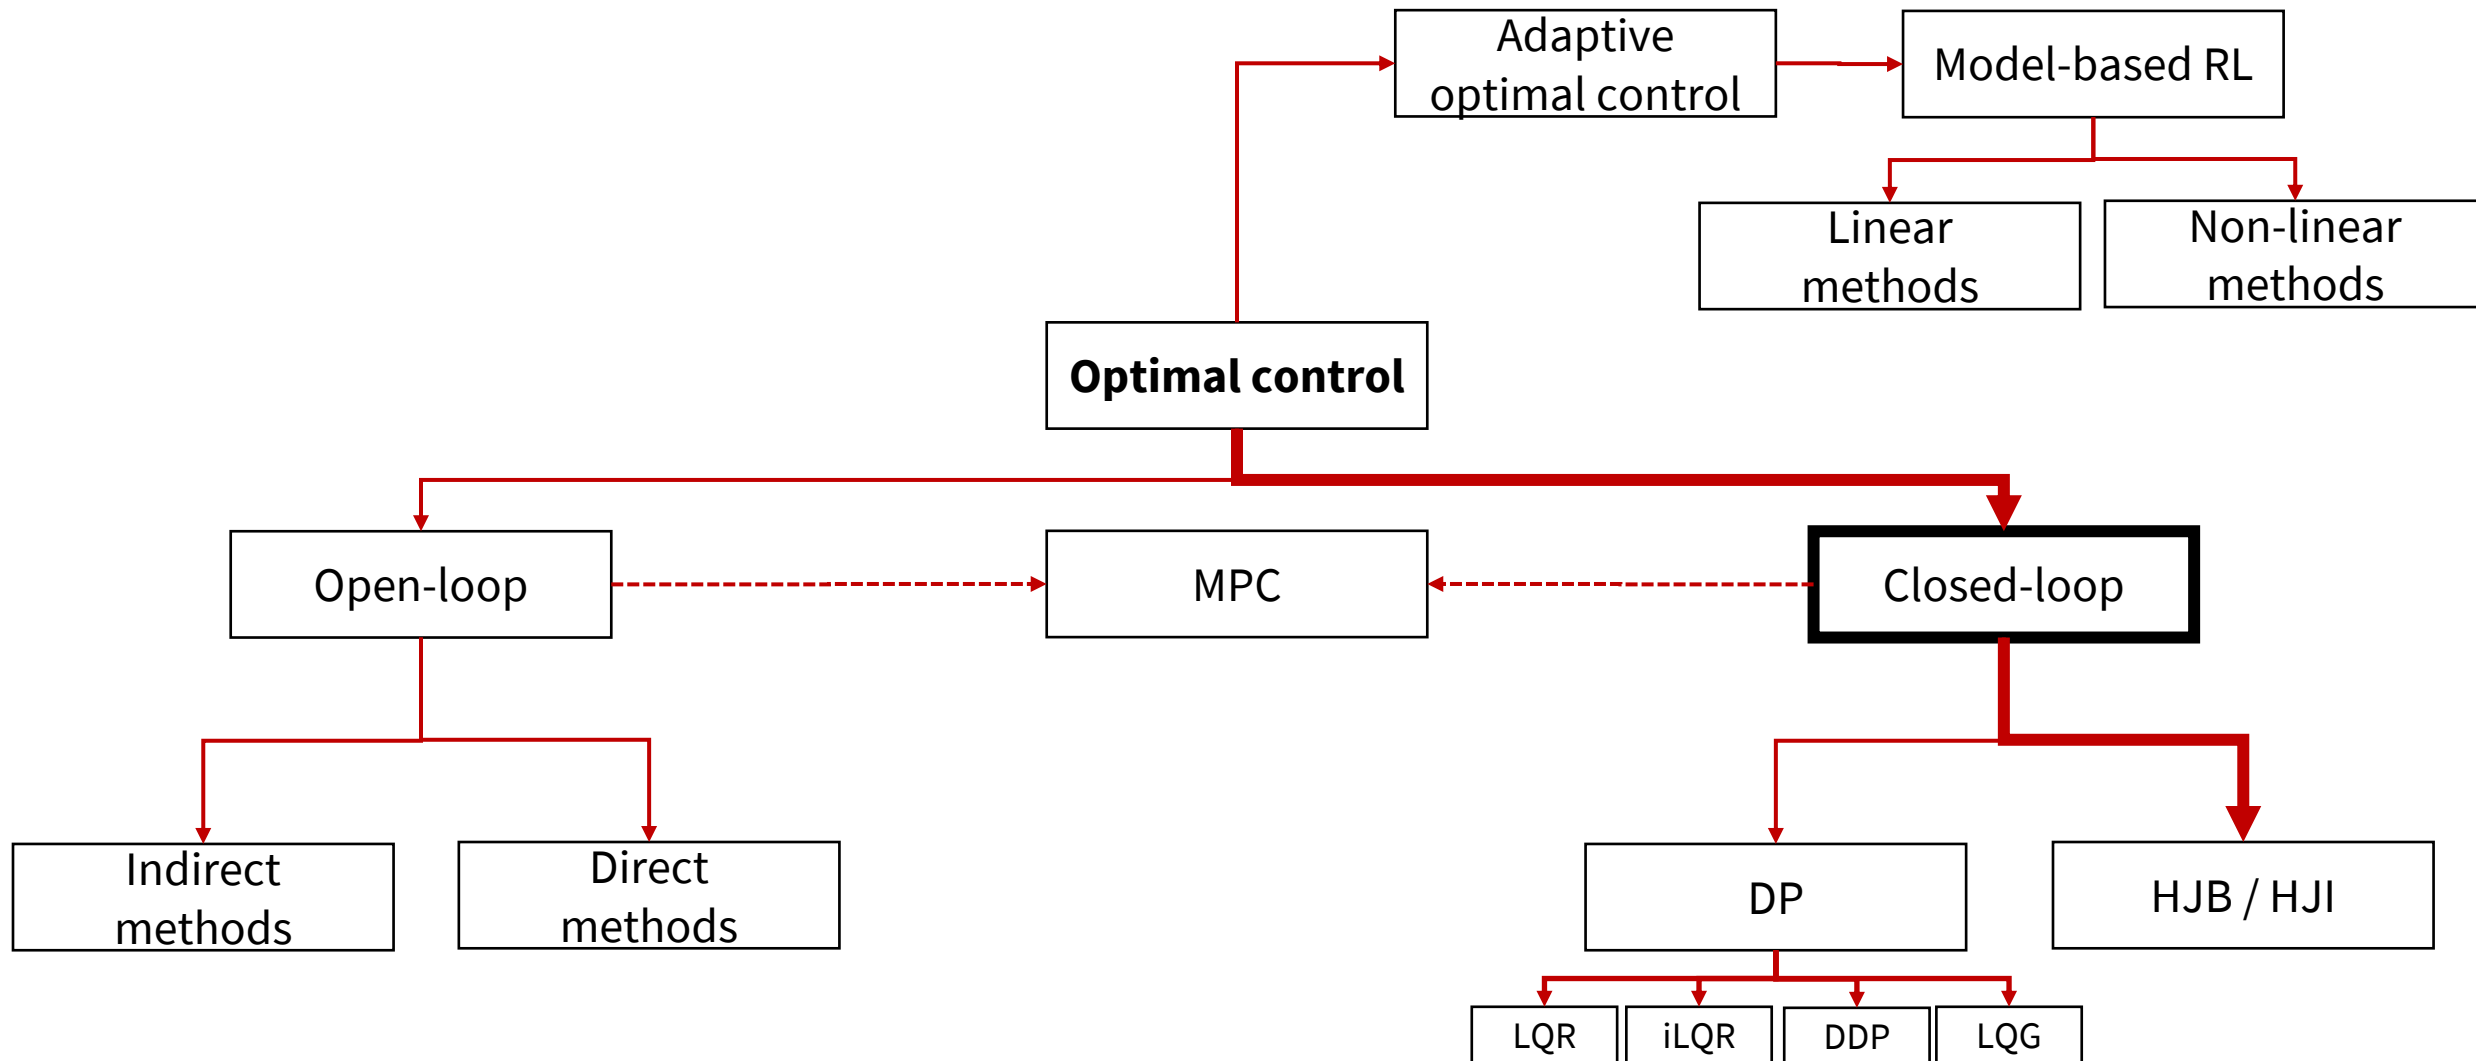 Adaptive
optimal control
Model-based RL
Linear
methods
Non-linear
methods
Optimal control
Open-loop
MPC
Closed-loop
Indirect
methods
Direct
methods
DP
HJB / HJI
LQR
iLQR
DDP
LQG